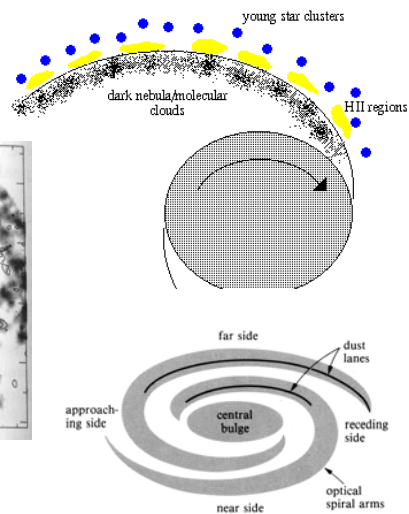 young star clusters
dark nebula/molecular
clouds
HII regions
far side
dust
lanes
approach-
ing side
central
bulge
receding
side
optical
spiral arms
near side